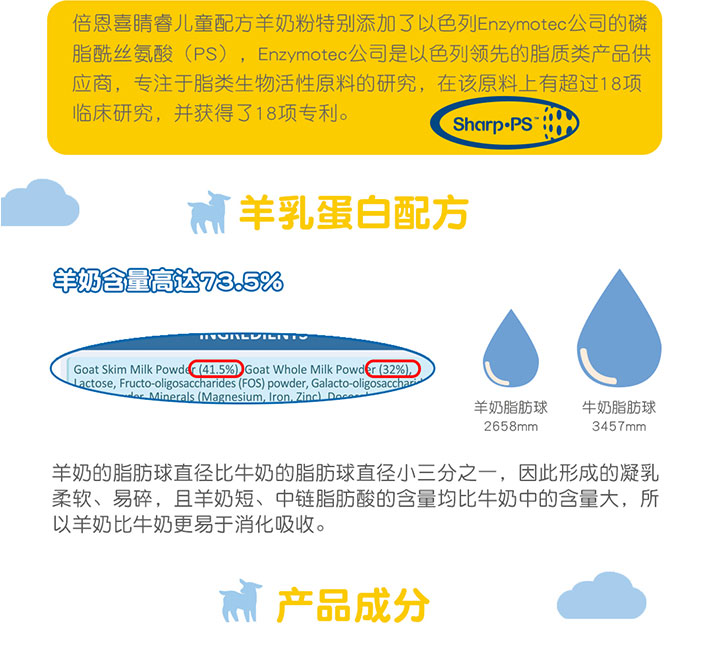 倍恩喜睛睿儿童配方羊奶粉特别添加了以色列Enzymotec公司的磷
脂酰丝氨酸（PS），Enzymotec公司是以色列领先的脂质类产品供
应商，专注于脂类生物活性原料的研究，在该原料上有超过18项
临床研究，并获得了18项专利。
Sharp•PS™
羊乳蛋白配方
羊奶含量高达73.5%
INGREDIENTS
Goat Skim Milk Powder (41.5%), Goat Whole Milk Powder (32%),
Lactose, Fructo-oligosaccharides (FOS) powder, Galacto-oligosacchari
Minerals (Magnesium, Iron, Zinc),
羊奶脂肪球
2658mm
牛奶脂肪球
3457mm
羊奶的脂肪球直径比牛奶的脂肪球直径小三分之一，因此形成的凝乳
柔软、易碎，且羊奶短、中链脂肪酸的含量均比牛奶中的含量大，所
以羊奶比牛奶更易于消化吸收。
产品成分